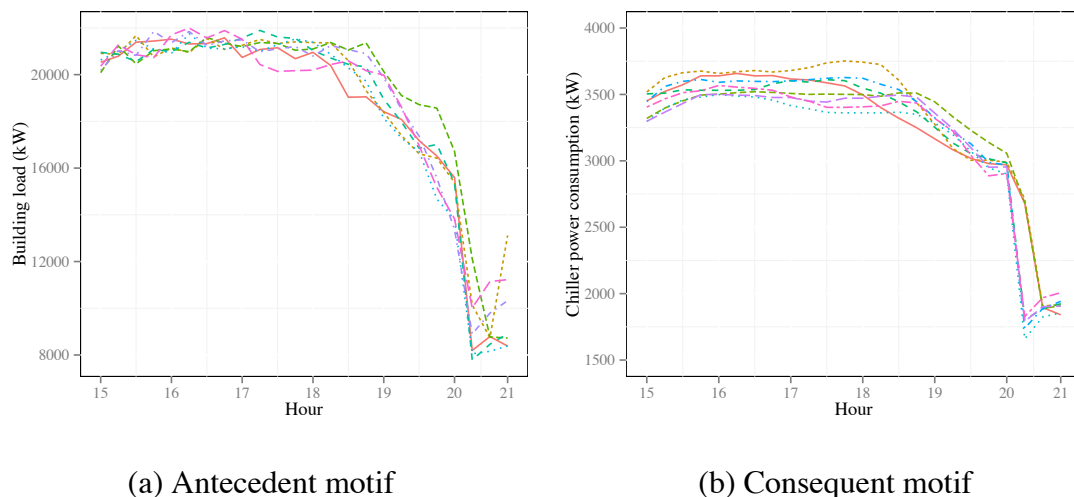 Building load (kW)
20000
16000
12000
8000
15 16 17 18 19 20 21
Hour
(a) Antecedent motif
Chiller power consumption (kW)
4000
3500
3000
2500
2000
1500
15 16 17 18 19 20 21
Hour
(b) Consequent motif